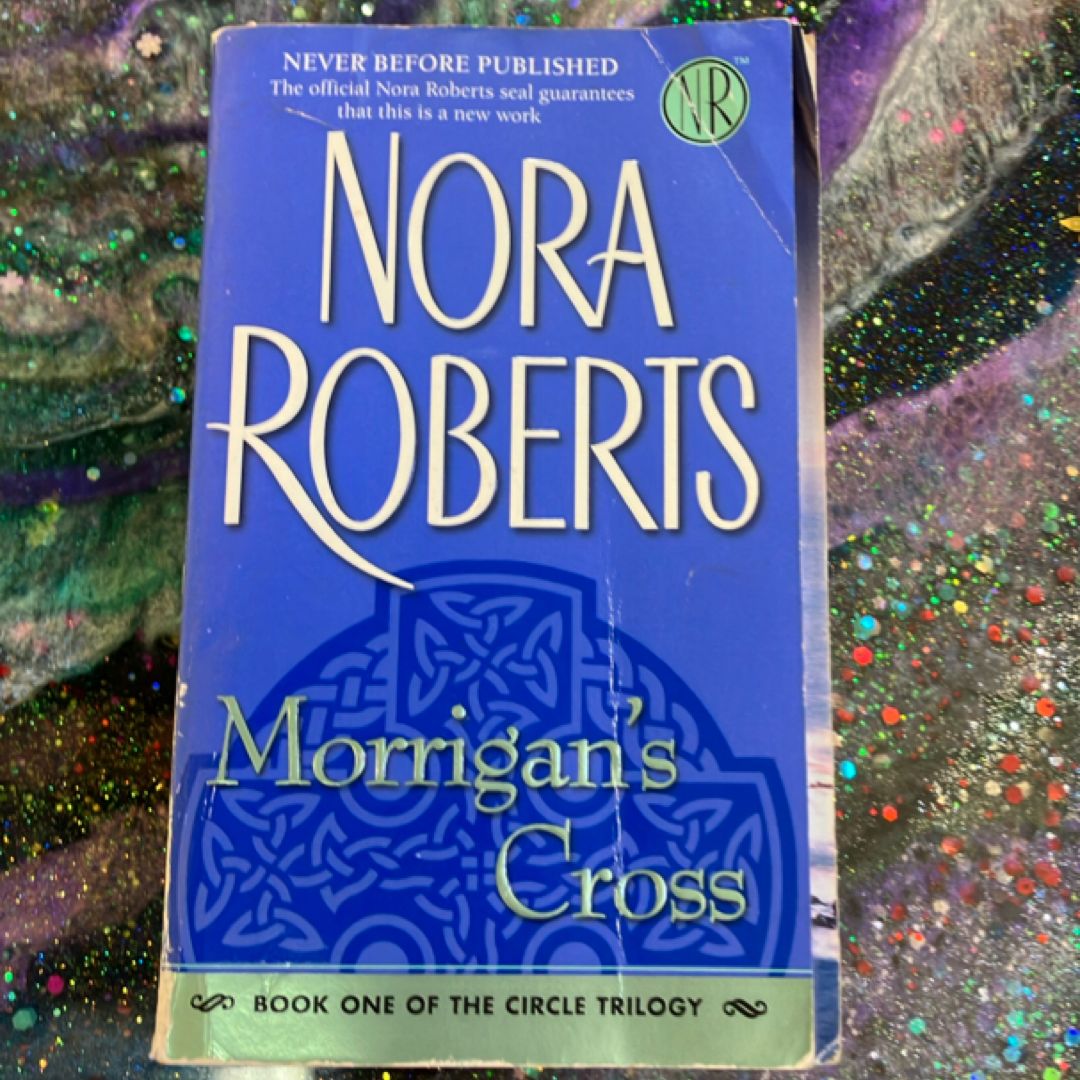 NEVER BEFORE PUBLISHED
The official Nora Roberts seal guarantees
that this is a new work
NR™
NORA
ROBERTS
Morrigan's
Cross
BOOK ONE OF THE CIRCLE TRILOGY